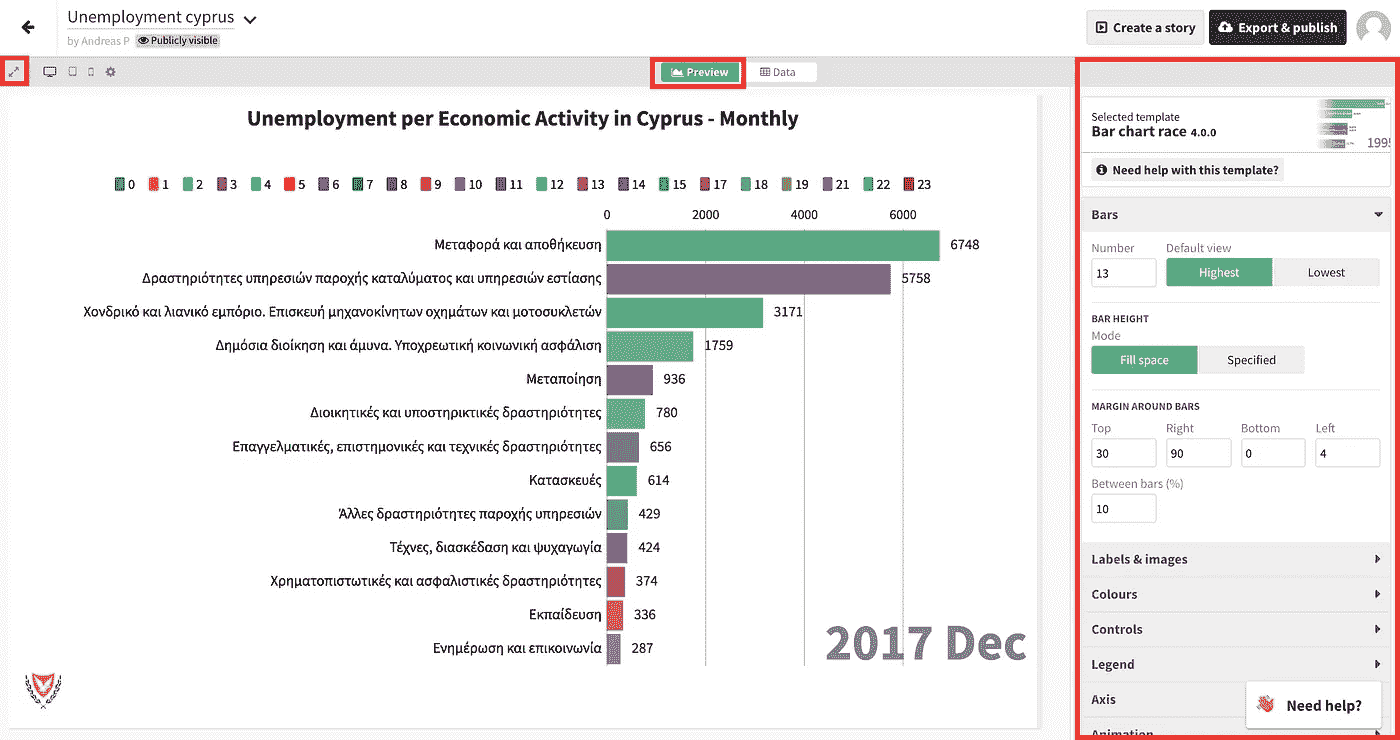 Unemployment cyprus
by Andreas P Publicly visible
Create a story
Export & publish
Preview
Data
Unemployment per Economic Activity in Cyprus - Monthly
0 1 2 3 4 5 6 7 8 9 10 11 12 13 14 15 17 18 19 21 22 23
0 2000 4000 6000
Μεταφορά και αποθήκευση 6748
Δραστηριότητες υπηρεσιών παροχής καταλύματος και υπηρεσιών εστίασης 5758
Χονδρικό και λιανικό εμπόριο. Επισκευή μηχανοκίνητων οχημάτων και μοτοσυκλετών 3171
Δημόσια διοίκηση και άμυνα. Υποχρεωτική κοινωνική ασφάλιση 1759
Μεταποίηση 936
Διοικητικές και υποστηρικτικές δραστηριότητες 780
Επαγγελματικές, επιστημονικές και τεχνικές δραστηριότητες 656
Κατασκευές 614
Άλλες δραστηριότητες παροχής υπηρεσιών 429
Τέχνες, διασκέδαση και ψυχαγωγία 424
Χρηματοπιστωτικές και ασφαλιστικές δραστηριότητες 374
Εκπαίδευση 336
Ενημέρωση και επικοινωνία 287
2017 Dec
Selected template
Bar chart race 4.0.0
1995
Need help with this template?
Bars
Number Default view
13 Highest Lowest
BAR HEIGHT
Mode
Fill space Specified
MARGIN AROUND BARS
Top Right Bottom Left
30 90 0 4
Between bars (%)
10
Labels & images
Colours
Controls
Legend
Axis
Need help?
Animation